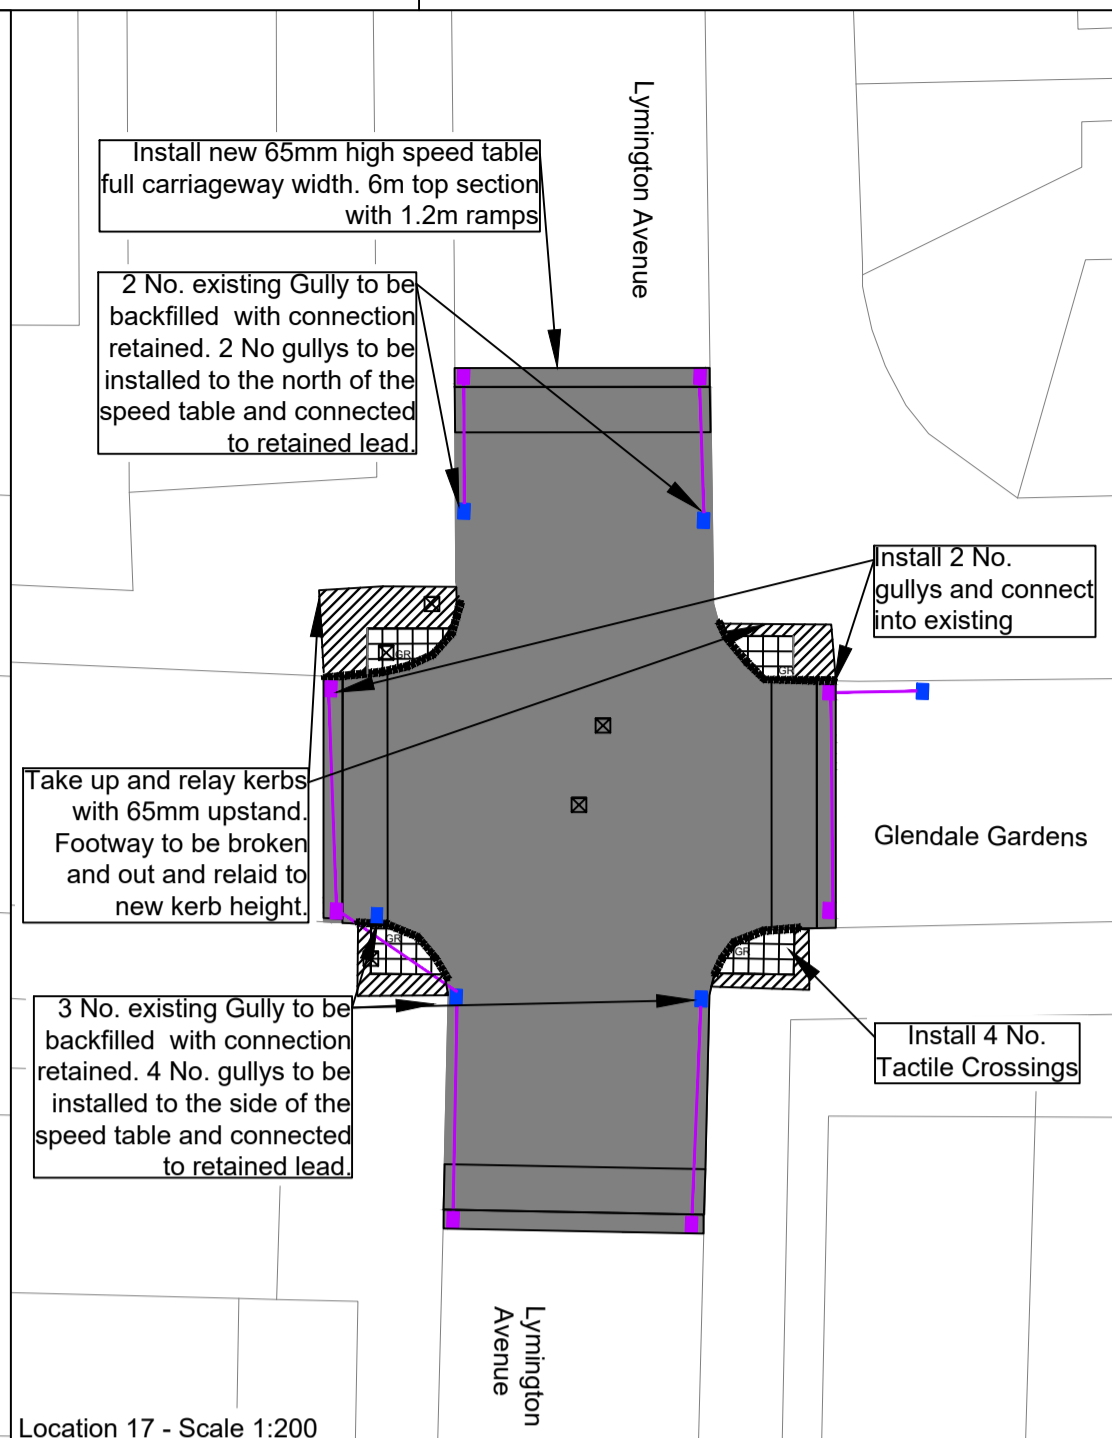 Lymington Avenue
Install new 65mm high speed table
full carriageway width. 6m top section
with 1.2m ramps
2 No. existing Gully to be
backfilled with connection
retained. 2 No gullys to be
installed to the north of the
speed table and connected
to retained lead.
Install 2 No.
gullys and connect
into existing
GR
GR
Take up and relay kerbs
with 65mm upstand.
Footway to be broken
and out and relaid to
new kerb height.
Glendale Gardens
GR
GR
3 No. existing Gully to be
backfilled with connection
retained. 4 No. gullys to be
installed to the side of the
speed table and connected
to retained lead.
Install 4 No.
Tactile Crossings
Lymington
Avenue
Location 17 - Scale 1:200